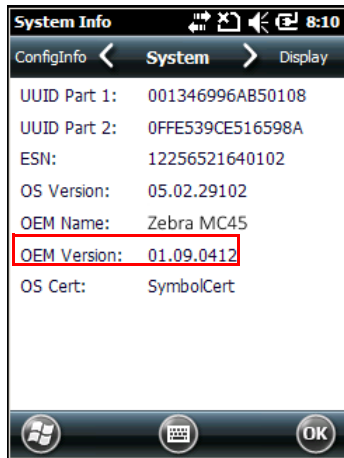 System Info 8:10
ConfigInfo System Display
UUID Part 1: 001346996AB50108
UUID Part 2: 0FFE539CE516598A
ESN: 12256521640102
OS Version: 05.02.29102
OEM Name: Zebra MC45
OEM Version: 01.09.0412
OS Cert: SymbolCert
OK